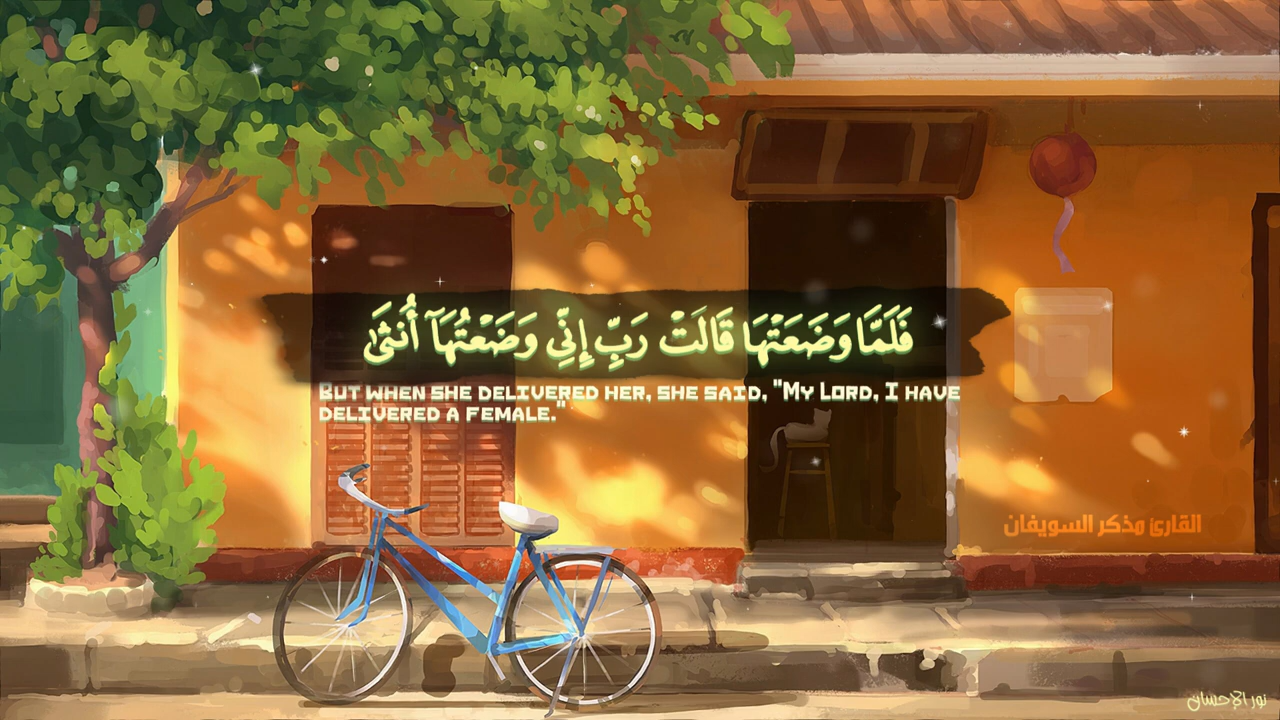 فَلَمَّا وَضَعَتْهَا قَالَتْ رَبِّ إِنِّي وَضَعْتُهَآ أُنثَىٰ
But when she delivered her, she said, "My Lord, I have
delivered a female."
القارئ مذكر السويفان
نور الإحسان